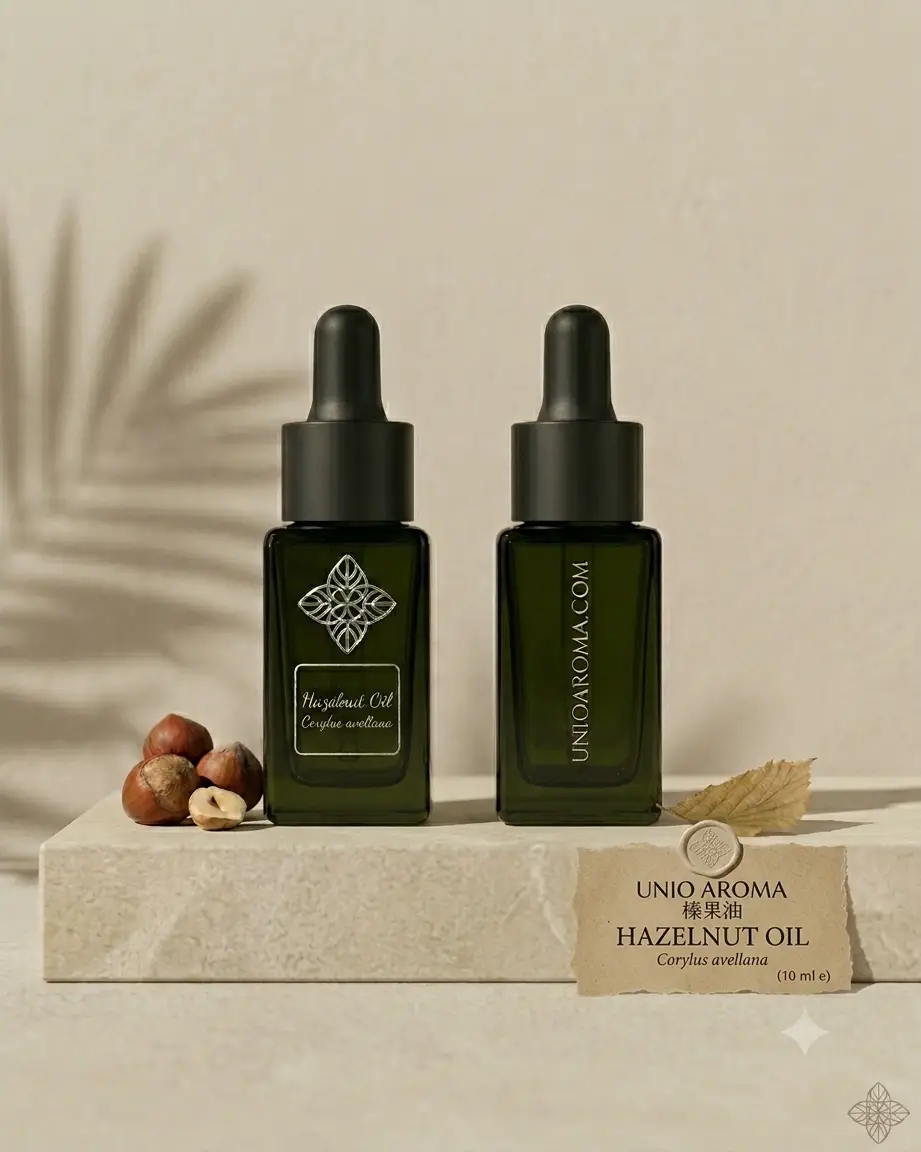 Oil
avellana
UNIOAROMA.COM
UNIO AROMA
榛果油
HAZELNUT OIL
Corylus avellana
(10 ml e)